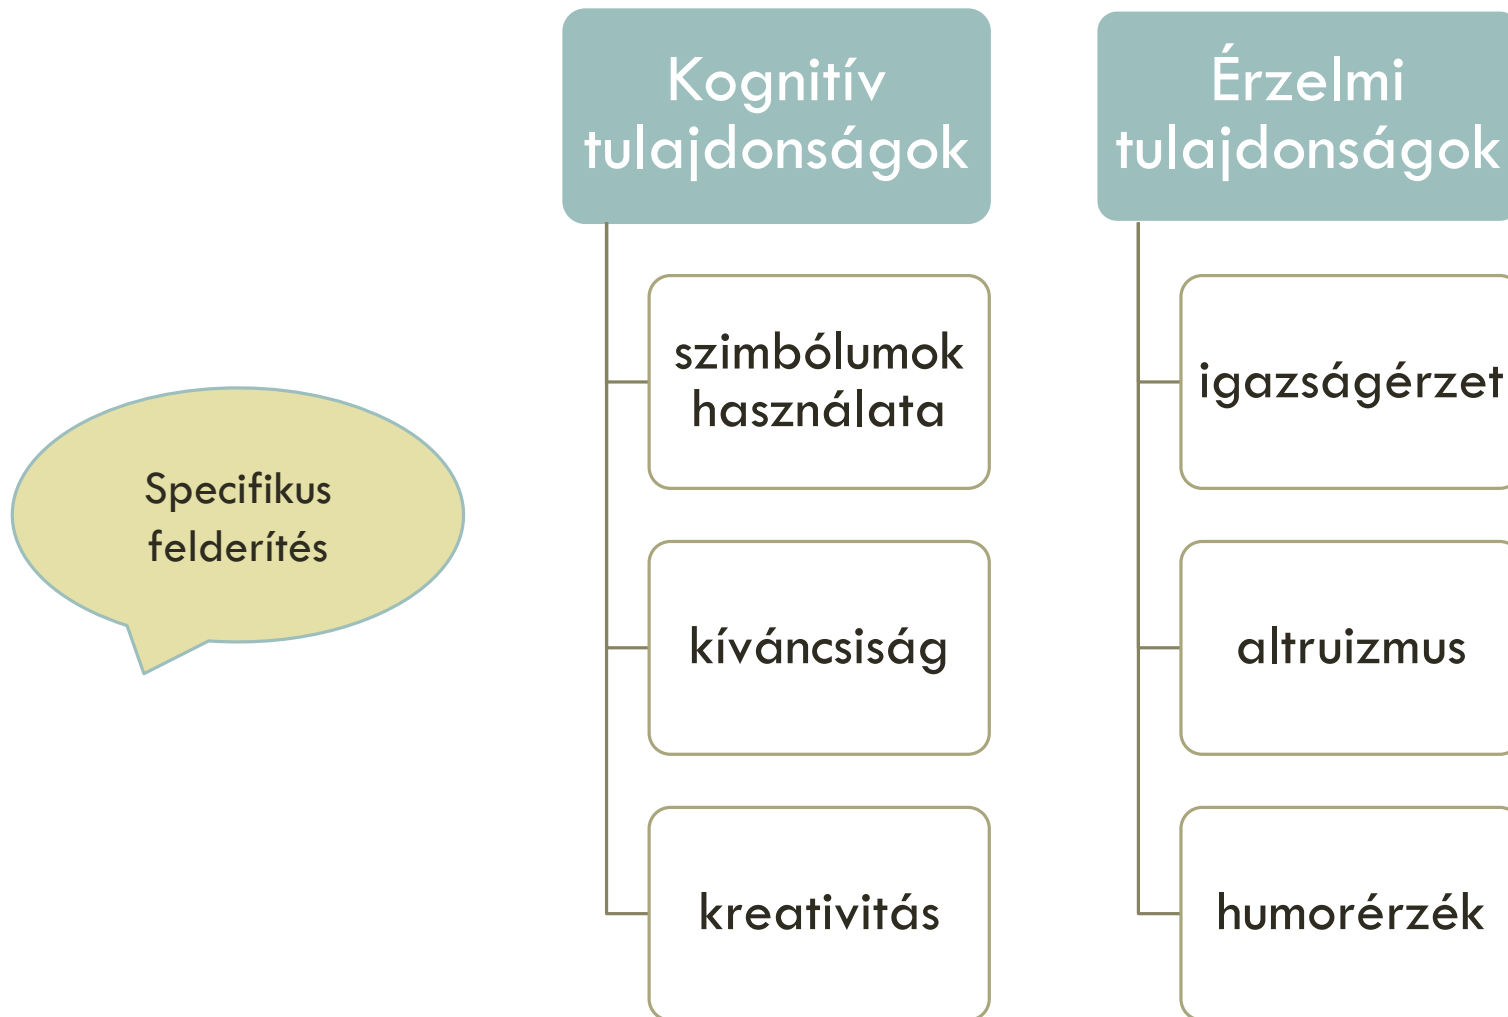 Specifikus
felderítés
Kognitív
tulajdonságok
szimbólumok
használata
kíváncsiság
kreativitás
Érzelmi
tulajdonságok
igazságérzet
altruizmus
humorérzék